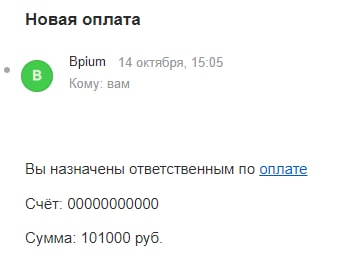 Новая оплата
B
Bpium 14 октября, 15:05
Кому: вам
Вы назначены ответственным по оплате
Счёт: 00000000000
Сумма: 101000 руб.